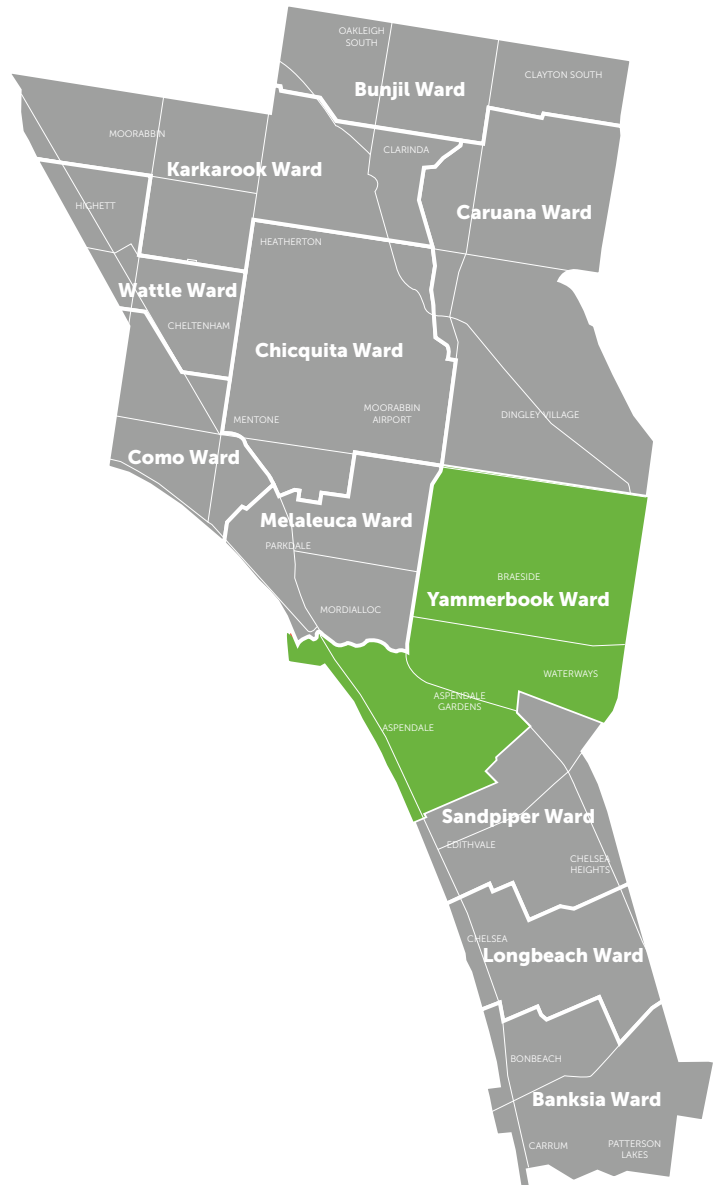 OAKLEIGH
SOUTH
CLAYTON SOUTH
Bunjil Ward
MOORABBIN
CLARINDA
Karkarook Ward
HIGHETT
Caruana Ward
HEATHERTON
Wattle Ward
CHELTENHAM
Chicquita Ward
MOORABBIN
AIRPORT
MENTONE
DINGLEY VILLAGE
Como Ward
Melaleuca Ward
PARKDALE
BRAESIDE
Yammerbook Ward
MORDIALLOC
WATERWAYS
ASPENDALE
GARDENS
ASPENDALE
Sandpiper Ward
EDITHVALE
CHELSEA
HEIGHTS
CHELSEA
Longbeach Ward
BONBEACH
Banksia Ward
CARRUM
PATTERSON
LAKES